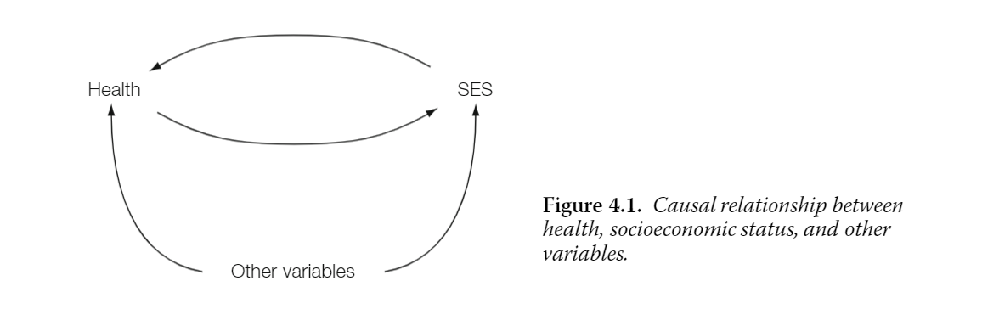 Health
SES
Other variables
Figure 4.1. Causal relationship between
health, socioeconomic status, and other
variables.